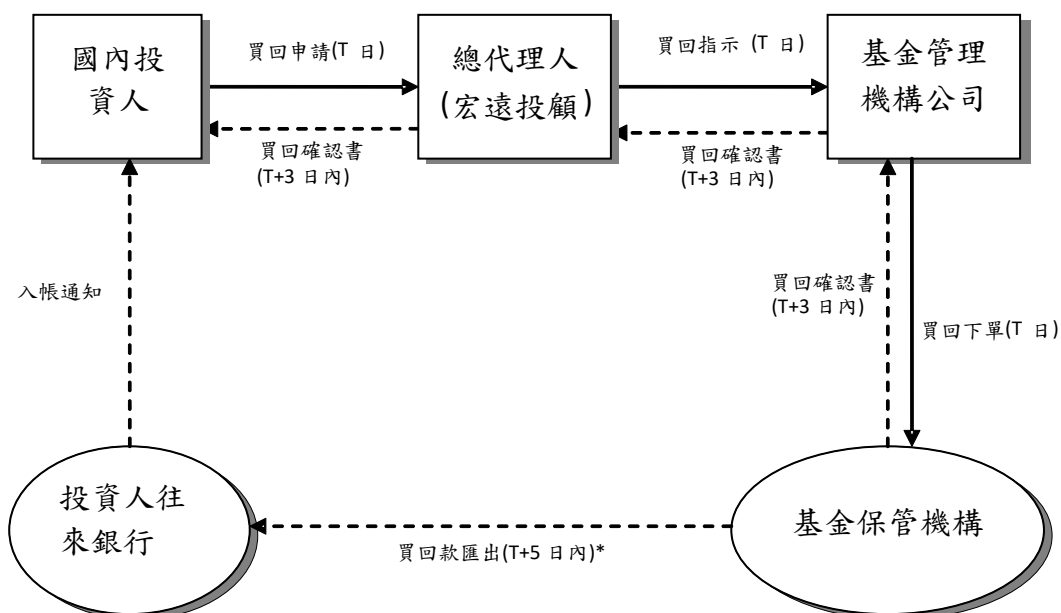 國內投
資人
買回申請(T 日)
買回確認書
(T+3 日內)
總代理人
(宏遠投顧)
買回指示 (T 日)
買回確認書
(T+3 日內)
基金管理
機構公司
入帳通知
買回確認書
(T+3 日內)
買回下單(T 日)
投資人往
來銀行
買回款匯出(T+5 日內)*
基金保管機構